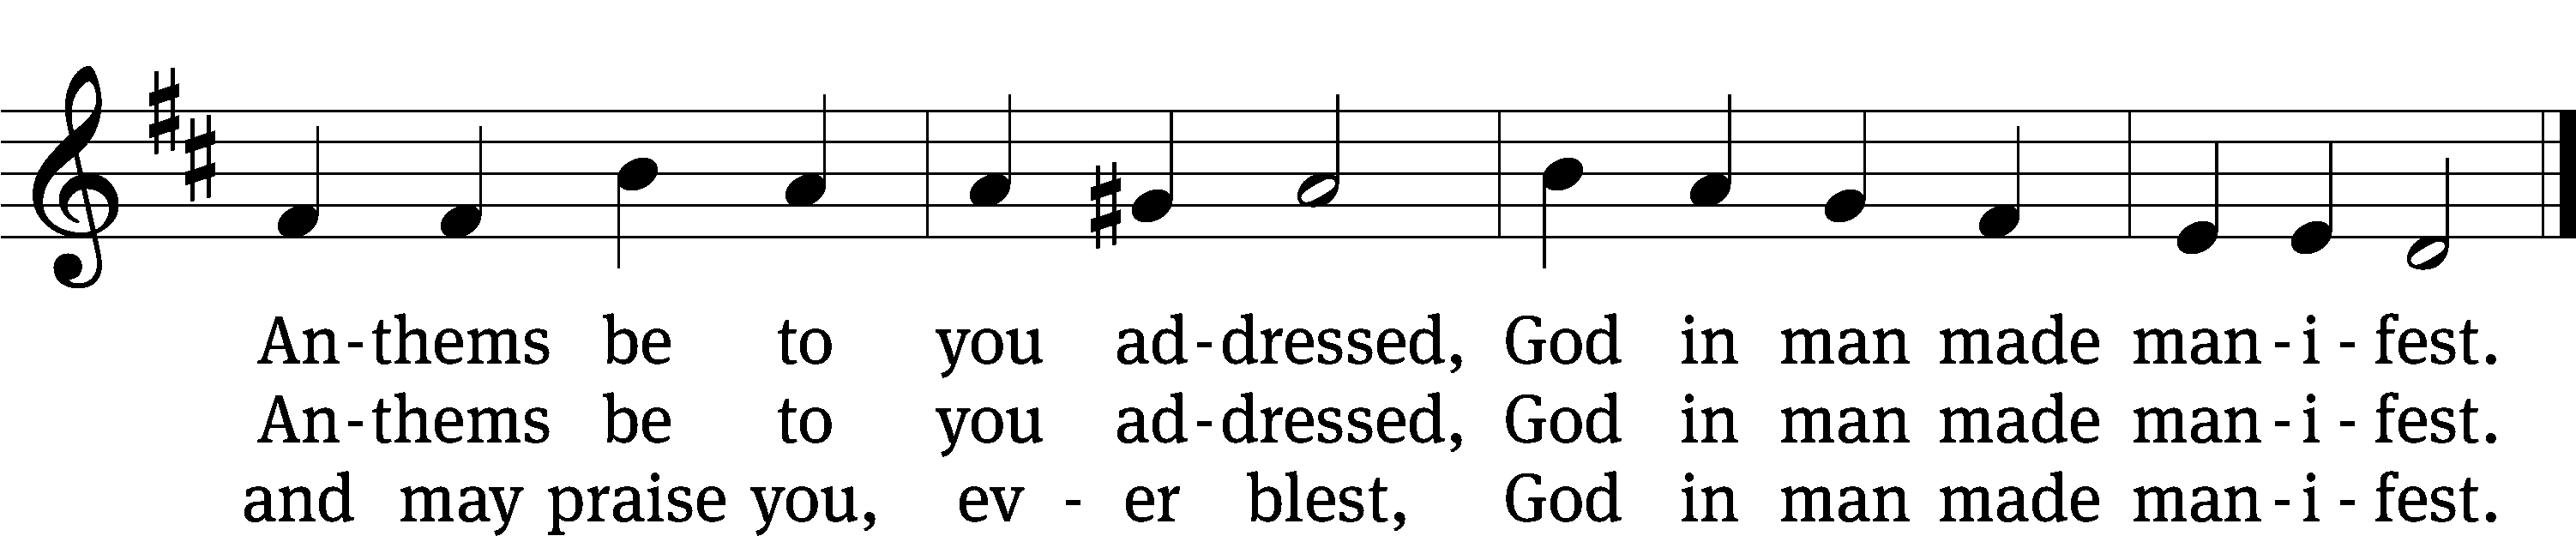 An-thems be to you ad-dressed, God in man made man-i-fest.
An-thems be to you ad-dressed, God in man made man-i-fest.
and may praise you, ev-er blest, God in man made man-i-fest.